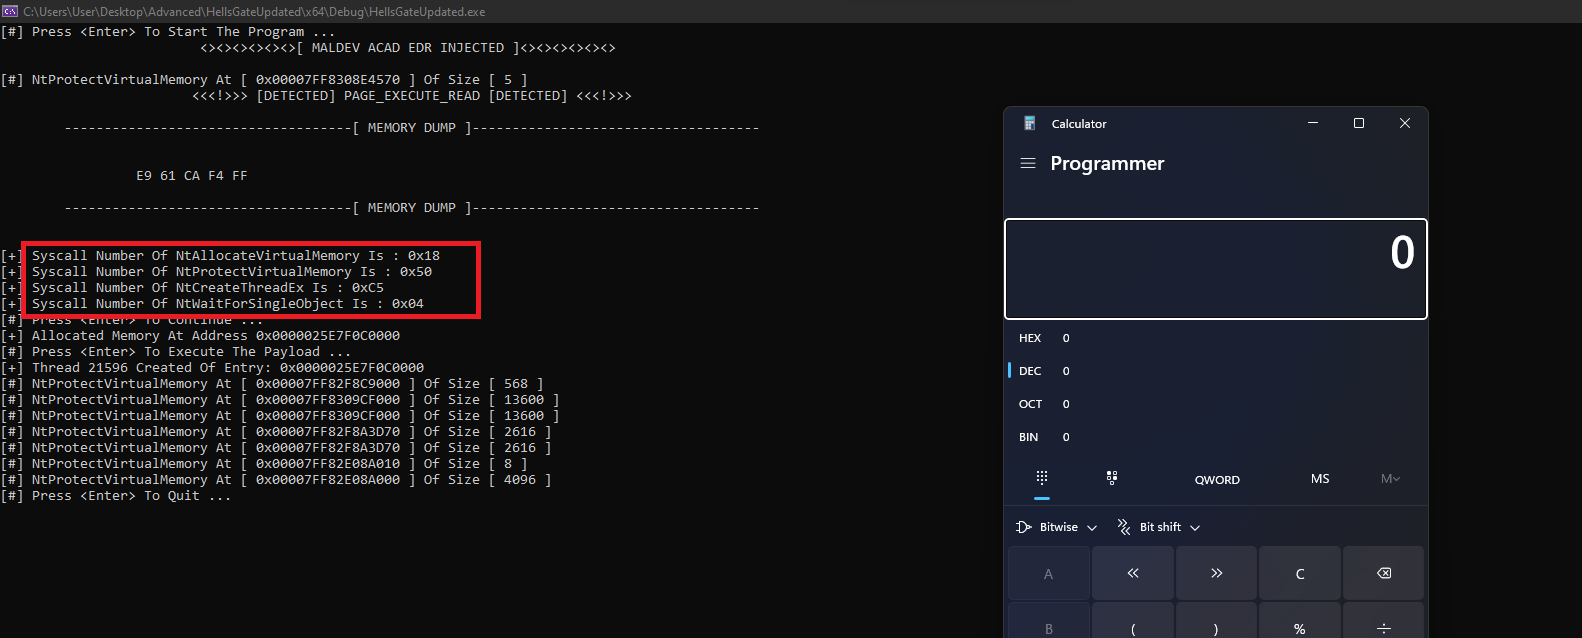 C:\Users\User\Desktop\Advanced\HellsGateUpdated\x64\Debug\HellsGateUpdated.exe
[#] Press <Enter> To Start The Program ...
<><><><><><>[ MALDEV ACAD EDR INJECTED ]<><><><><><>
[#] NtProtectVirtualMemory At [ 0x00007FF8308E4570 ] Of Size [ 5 ]
<<<!>>> [DETECTED] PAGE_EXECUTE_READ [DETECTED] <<<!>>>
------------------------------------[ MEMORY DUMP ]------------------------------------
E9 61 CA F4 FF
------------------------------------[ MEMORY DUMP ]------------------------------------
[+] Syscall Number Of NtAllocateVirtualMemory Is : 0x18
[+] Syscall Number Of NtProtectVirtualMemory Is : 0x50
[+] Syscall Number Of NtCreateThreadEx Is : 0xC5
[+] Syscall Number Of NtWaitForSingleObject Is : 0x04
[#] Press <Enter> To Continue ...
[+] Allocated Memory At Address 0x0000025E7F0C0000
[#] Press <Enter> To Execute The Payload ...
[+] Thread 21596 Created Of Entry: 0x0000025E7F0C0000
[#] NtProtectVirtualMemory At [ 0x00007FF82F8C9000 ] Of Size [ 568 ]
[#] NtProtectVirtualMemory At [ 0x00007FF8309CF000 ] Of Size [ 13600 ]
[#] NtProtectVirtualMemory At [ 0x00007FF8309CF000 ] Of Size [ 13600 ]
[#] NtProtectVirtualMemory At [ 0x00007FF82F8A3D70 ] Of Size [ 2616 ]
[#] NtProtectVirtualMemory At [ 0x00007FF82F8A3D70 ] Of Size [ 2616 ]
[#] NtProtectVirtualMemory At [ 0x00007FF82E08A010 ] Of Size [ 8 ]
[#] NtProtectVirtualMemory At [ 0x00007FF82E08A000 ] Of Size [ 4096 ]
[#] Press <Enter> To Quit ...
Calculator
Programmer
0
HEX 0
DEC 0
OCT 0
BIN 0
QWORD MS M
Bitwise Bit shift
A « » C
B ( ) % ÷